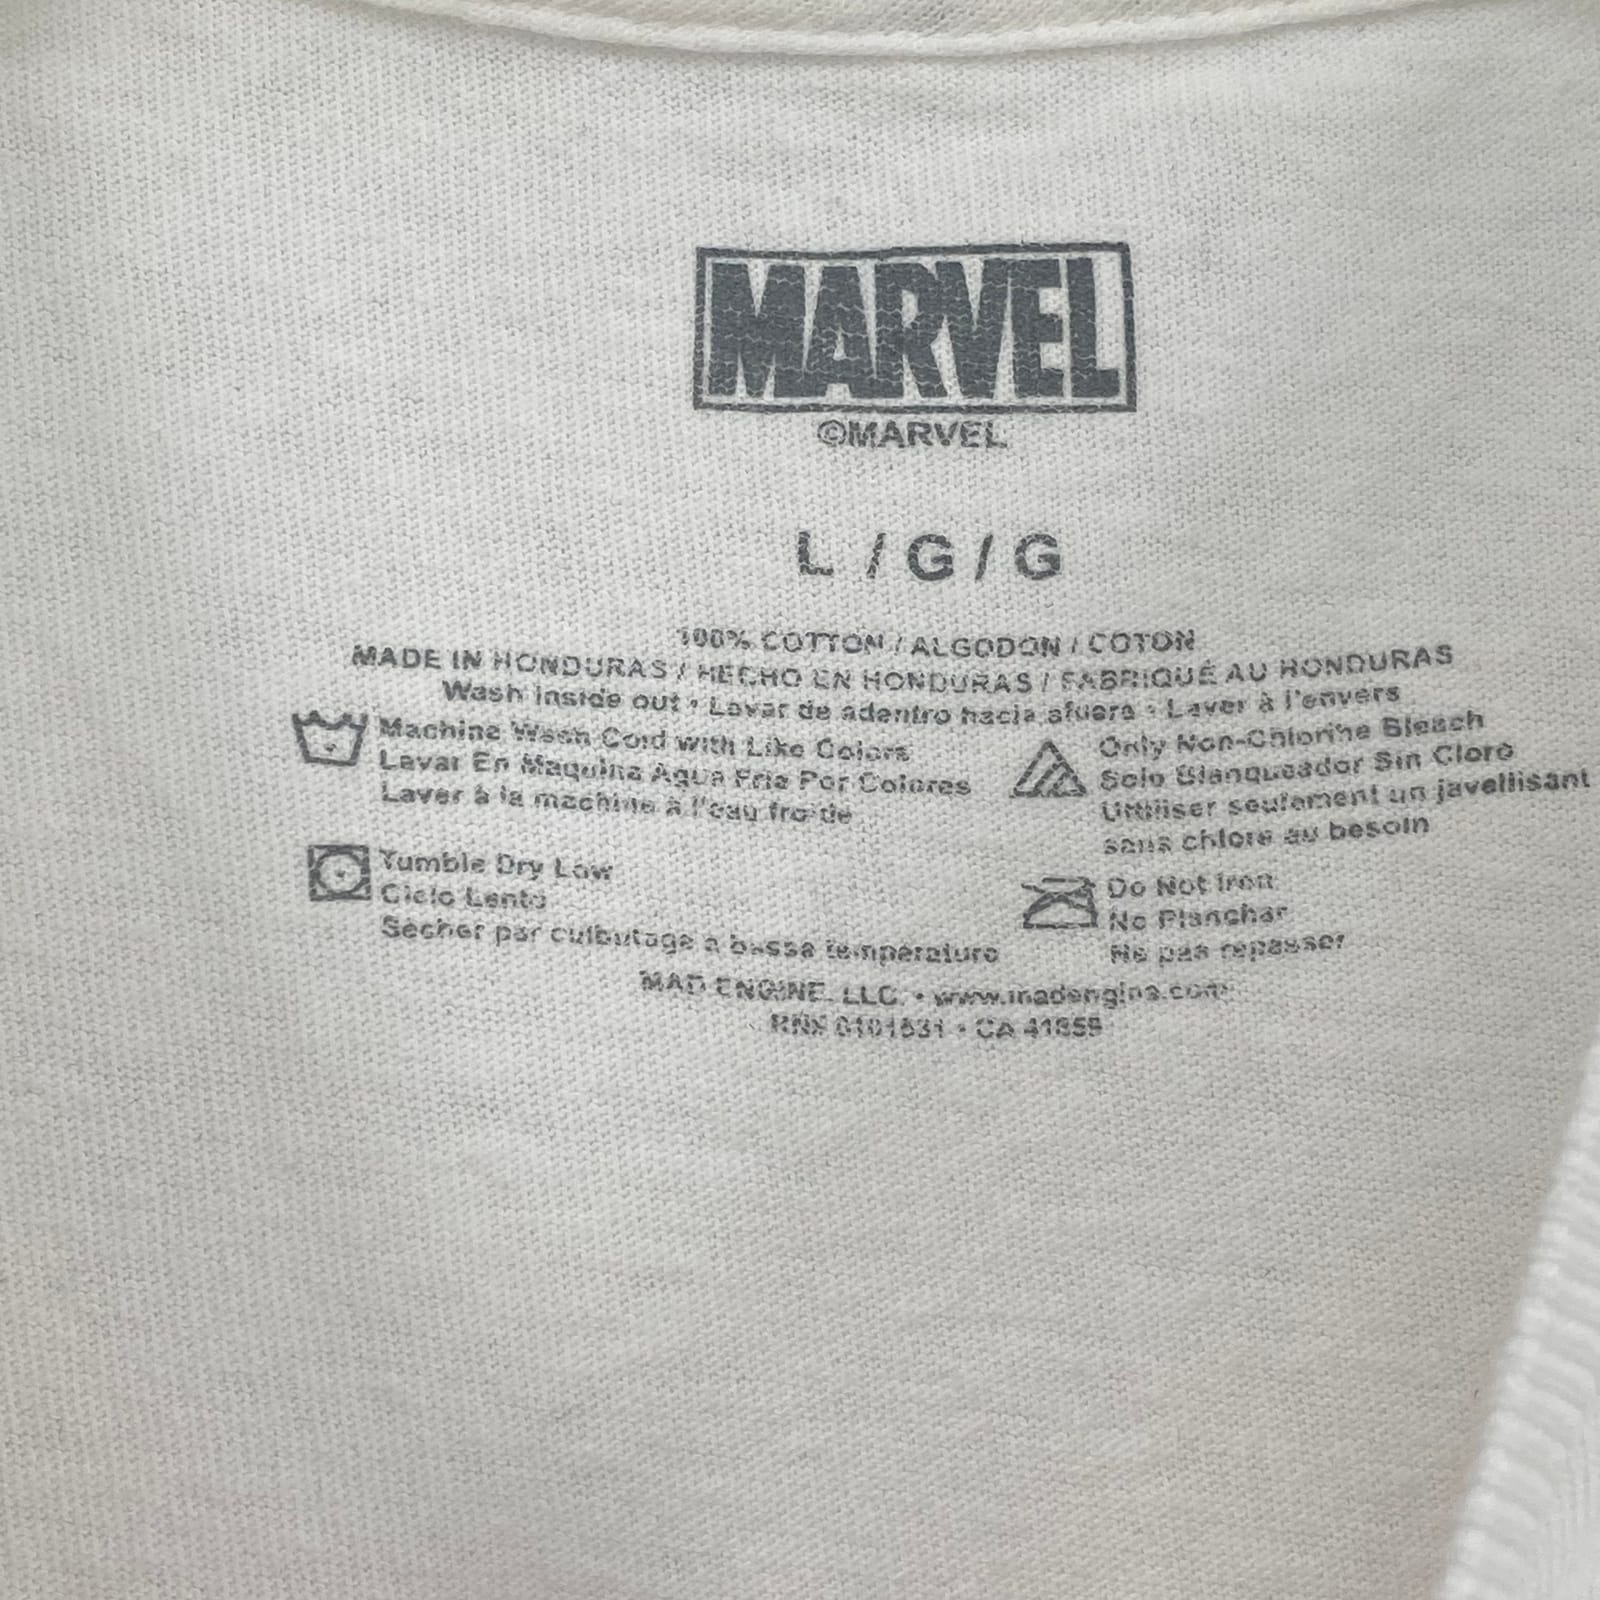 MARVEL
©MARVEL
L / G / G
100% COTTON / ALGODON / COTON
MADE IN HONDURAS / HECHO EN HONDURAS / FABRIQUÉ AU HONDURAS
Wash inside out • Lavar de adentro hacia afuera • Laver à l'envers
Machine Wash Cold with Like Colors
Lavar En Maquina Agua Fria Por Colores
Laver à la machine à l'eau froide
Only Non-Chlorine Bleach
Solo Blanqueador Sin Cloro
Utiliser seulement un javellisant
sans chlore au besoin
Tumble Dry Low
Ciclo Lento
Sécher par culbutage a basse température
Do Not Iron
No Planchar
Ne pas repasser
MAD ENGINE, LLC. • www.madengine.com
RN# 0101531 • CA 41855